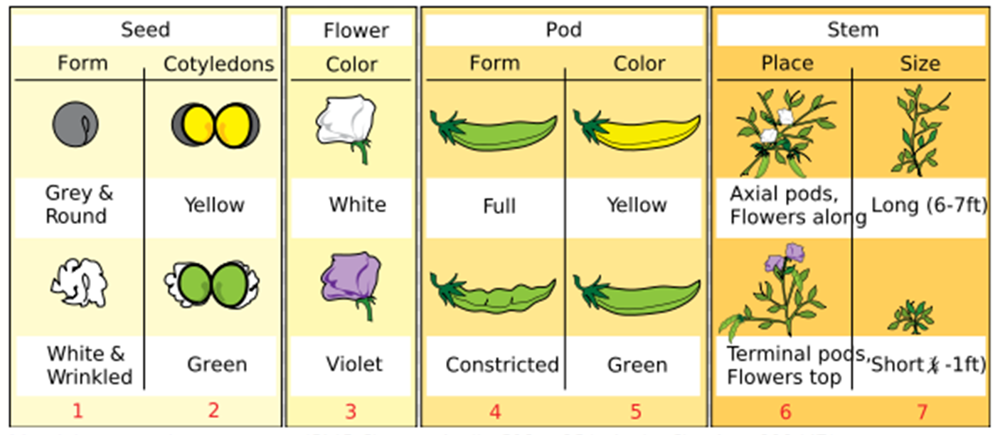 Seed
Flower
Pod
Stem
Form
Cotyledons
Color
Form
Color
Place
Size
Grey &
Round
Yellow
White
Full
Yellow
Axial pods,
Flowers along
Long (6-7ft)
White &
Wrinkled
Green
Violet
Constricted
Green
Terminal pods,
Flowers top
Short -1ft)
1
2
3
4
5
6
7